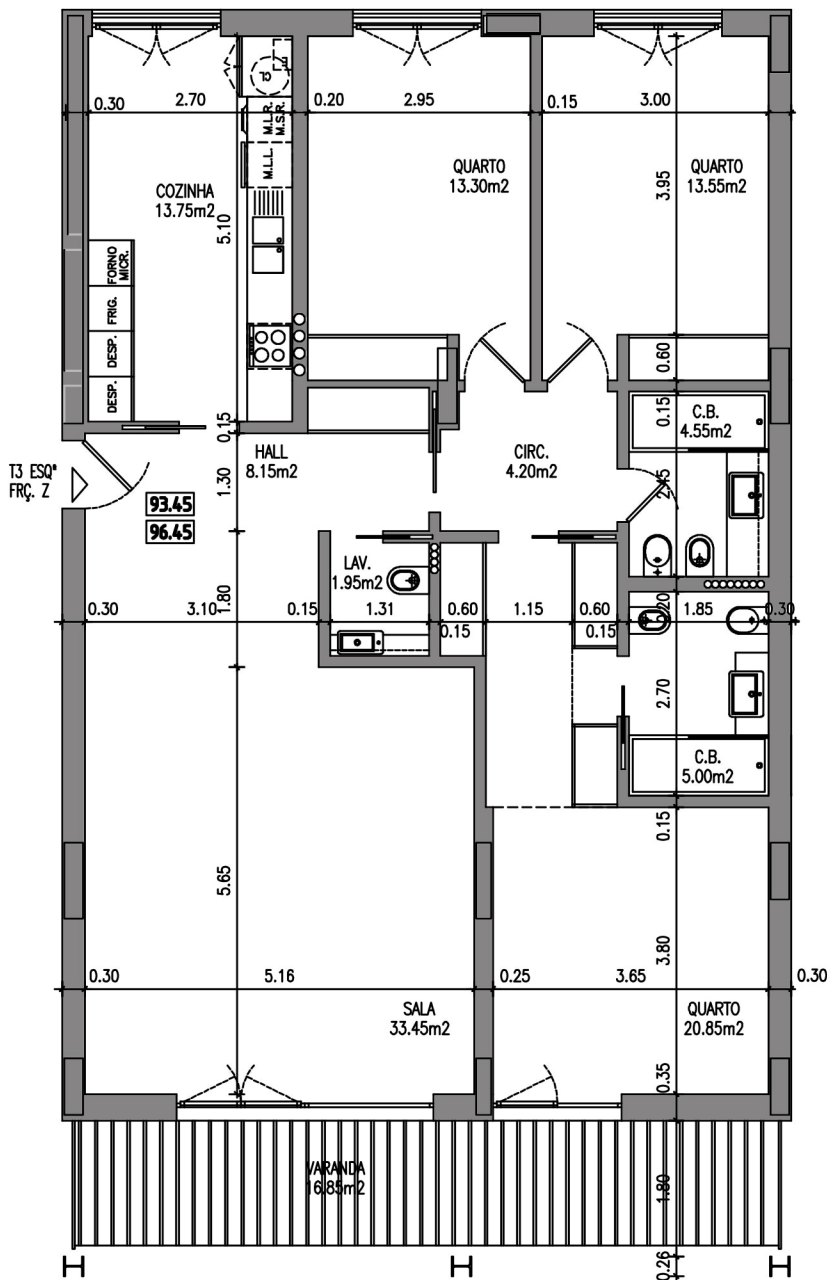 0.30
2.70
0.20
2.95
0.15
3.00
M.L.R.
M.S.R.
M.L.L.
COZINHA
13.75m2
5.10
QUARTO
13.30m2
QUARTO
13.55m2
3.95
FORNO
MICR.
FRIG.
DESP.
DESP.
0.60
0.15
0.15
C.B.
4.55m2
T3 ESQº
FRÇ. Z
HALL
8.15m2
1.30
CIRC.
4.20m2
2.45
93.45
96.45
LAV.
1.95m2
1.80
0.30
3.10
0.15
1.31
0.60
0.15
1.15
0.60
0.15
0.20
1.85
0.30
2.70
C.B.
5.00m2
0.15
5.65
3.80
0.30
5.16
0.25
3.65
0.30
SALA
33.45m2
QUARTO
20.85m2
0.35
VARANDA
16.85m2
1.80
0.26